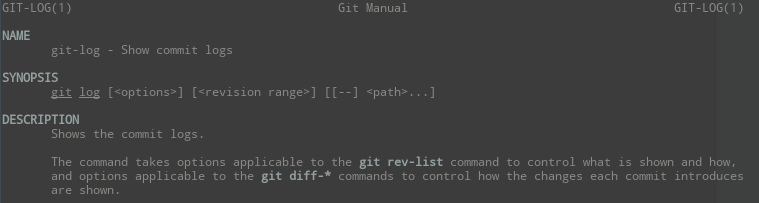 GIT-LOG(1) Git Manual GIT-LOG(1)
NAME
git-log - Show commit logs
SYNOPSIS
git log [<options>] [<revision range>] [[--] <path>...]
DESCRIPTION
Shows the commit logs.
The command takes options applicable to the git rev-list command to control what is shown and how,
and options applicable to the git diff-* commands to control how the changes each commit introduces
are shown.